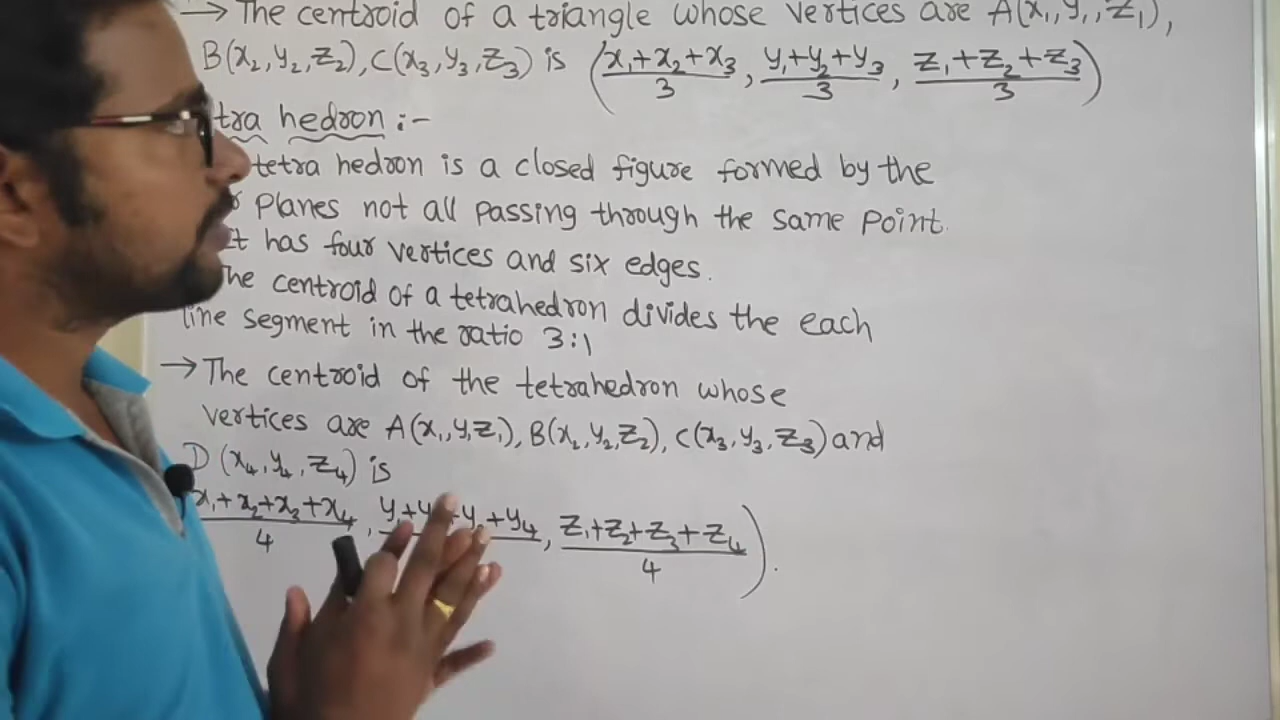 → The centroid of a triangle whose vertices are A(x₁,y₁,z₁),
B(x₂,y₂,z₂), C(x₃,y₃,z₃) is (x₁+x₂+x₃/3, y₁+y₂+y₃/3, z₁+z₂+z₃/3)
tra hedron :-
tetra hedron is a closed figure formed by the
planes not all passing through the same point.
It has four vertices and six edges.
The centroid of a tetrahedron divides the each
line segment in the ratio 3:1
→ The centroid of the tetrahedron whose
vertices are A(x₁,y₁z₁), B(x₂,y₂,z₂), C(x₃,y₃,z₃) and
D(x₄,y₄,z₄) is
x₁+x₂+x₃+x₄/4, y+y +y +y₄, z₁+z₂+z₃+z₄/4).